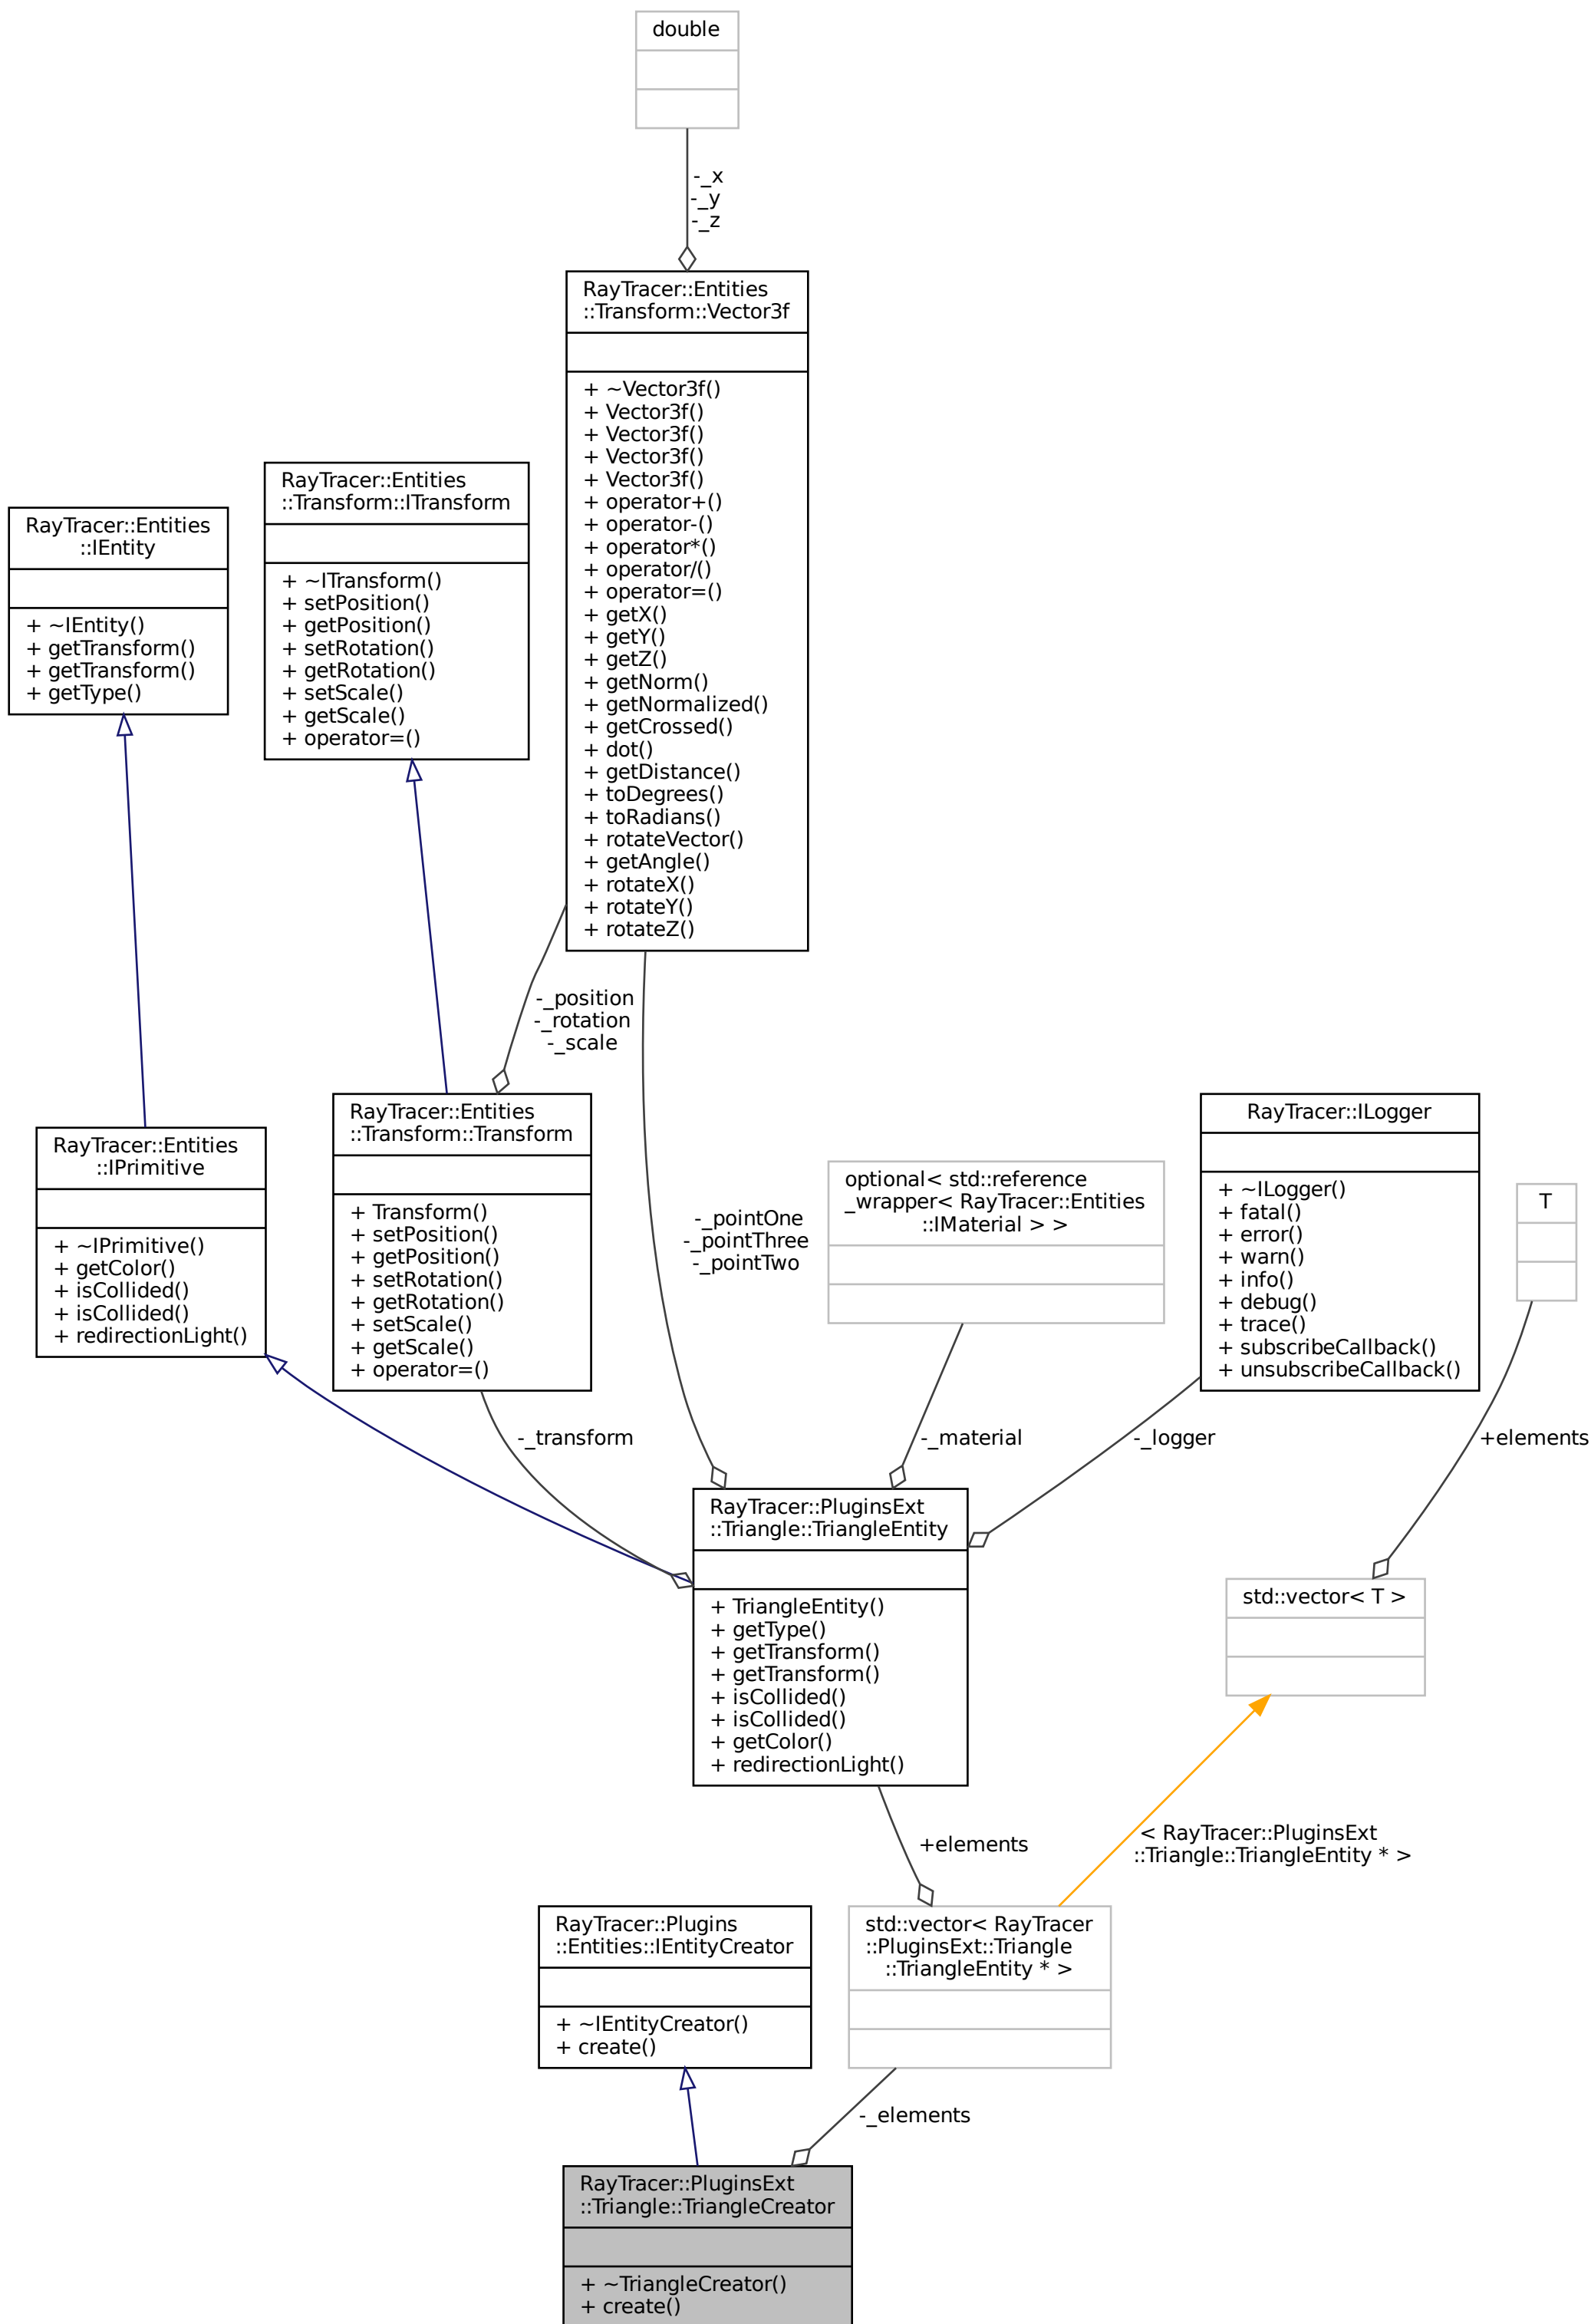 double
-_x
-_y
-_z
RayTracer::Entities
::Transform::Vector3f
+ ~Vector3f()
+ Vector3f()
+ Vector3f()
+ Vector3f()
+ Vector3f()
+ operator+()
+ operator-()
+ operator*()
+ operator/()
+ operator=()
+ getX()
+ getY()
+ getZ()
+ getNorm()
+ getNormalized()
+ getCrossed()
+ dot()
+ getDistance()
+ toDegrees()
+ toRadians()
+ rotateVector()
+ getAngle()
+ rotateX()
+ rotateY()
+ rotateZ()
RayTracer::Entities
::Transform::ITransform
+ ~ITransform()
+ setPosition()
+ getPosition()
+ setRotation()
+ getRotation()
+ setScale()
+ getScale()
+ operator=()
RayTracer::Entities
::IEntity
+ ~IEntity()
+ getTransform()
+ getTransform()
+ getType()
-_position
-_rotation
-_scale
RayTracer::Entities
::IPrimitive
+ ~IPrimitive()
+ getColor()
+ isCollided()
+ isCollided()
+ redirectionLight()
RayTracer::Entities
::Transform::Transform
+ Transform()
+ setPosition()
+ getPosition()
+ setRotation()
+ getRotation()
+ setScale()
+ getScale()
+ operator=()
-_pointOne
-_pointThree
-_pointTwo
optional< std::reference
_wrapper< RayTracer::Entities
::IMaterial > >
RayTracer::ILogger
+ ~ILogger()
+ fatal()
+ error()
+ warn()
+ info()
+ debug()
+ trace()
+ subscribeCallback()
+ unsubscribeCallback()
T
-_transform
-_material
-_logger
+elements
RayTracer::PluginsExt
::Triangle::TriangleEntity
+ TriangleEntity()
+ getType()
+ getTransform()
+ getTransform()
+ isCollided()
+ isCollided()
+ getColor()
+ redirectionLight()
std::vector< T >
+elements
< RayTracer::PluginsExt
::Triangle::TriangleEntity * >
RayTracer::Plugins
::Entities::IEntityCreator
+ ~IEntityCreator()
+ create()
std::vector< RayTracer
::PluginsExt::Triangle
::TriangleEntity * >
-_elements
RayTracer::PluginsExt
::Triangle::TriangleCreator
+ ~TriangleCreator()
+ create()